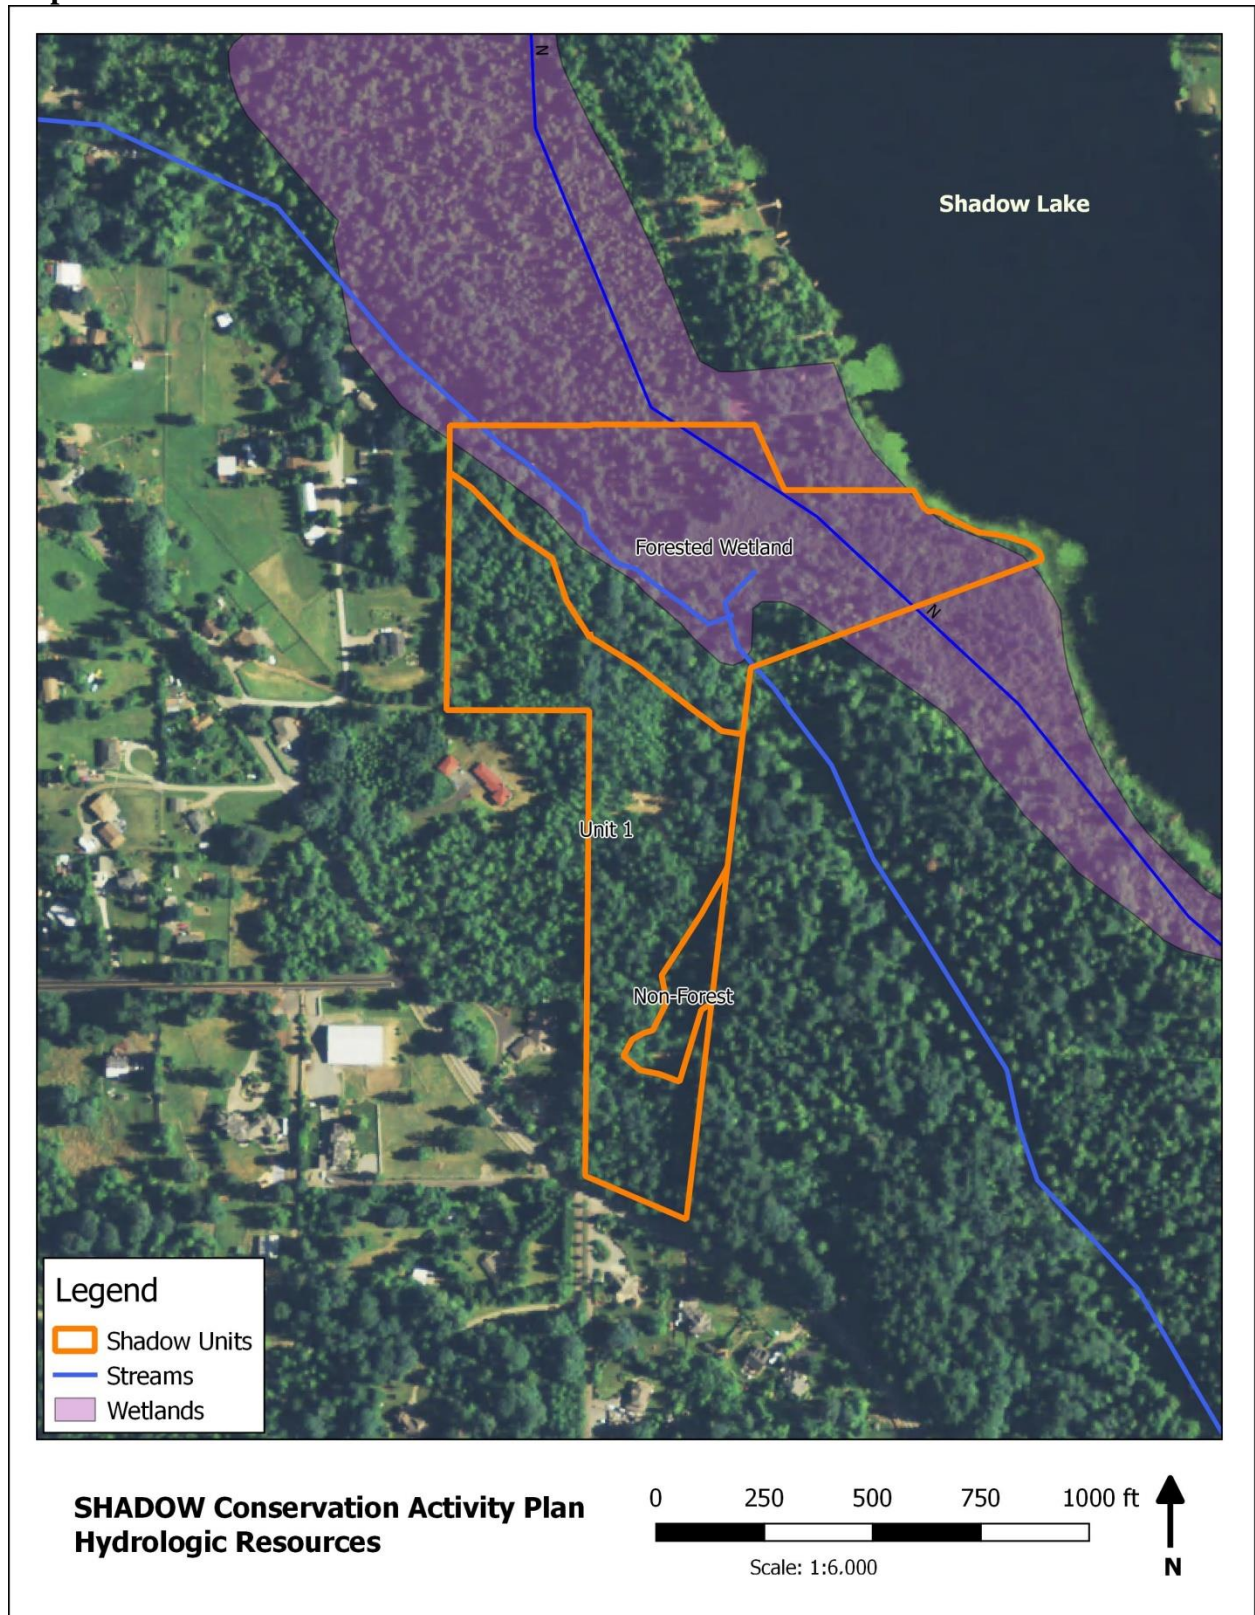 N
Shadow Lake
Forested Wetland
N
Unit 1
Non-Forest
Legend
Shadow Units
Streams
Wetlands
SHADOW Conservation Activity Plan
Hydrologic Resources
0 250 500 750 1000 ft
Scale: 1:6,000
N